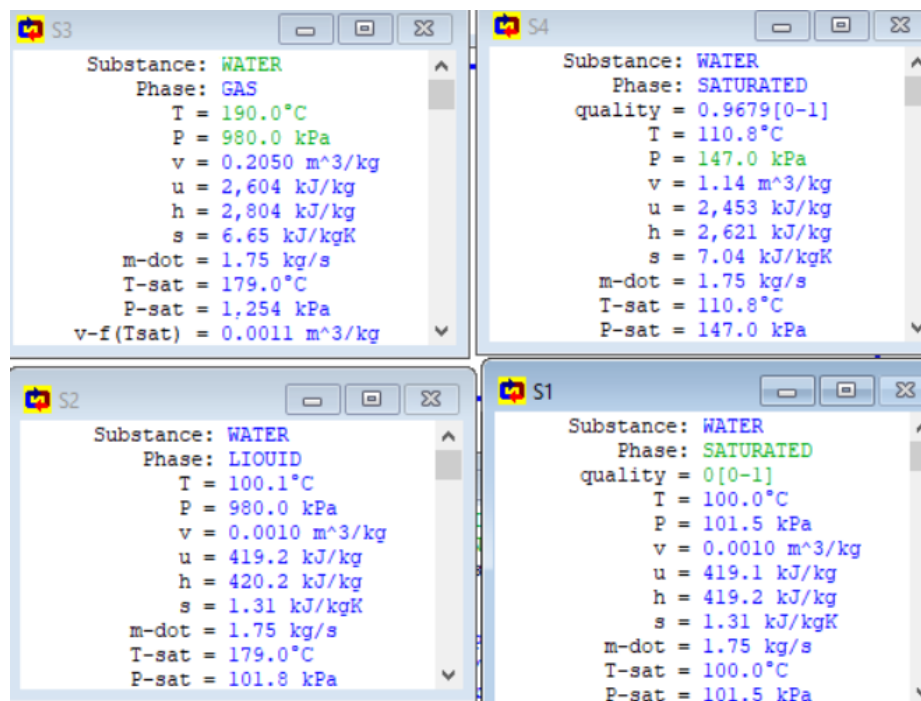 S3
Substance: WATER
Phase: GAS
T = 190.0°C
P = 980.0 kPa
v = 0.2050 m^3/kg
u = 2,604 kJ/kg
h = 2,804 kJ/kg
s = 6.65 kJ/kgK
m-dot = 1.75 kg/s
T-sat = 179.0°C
P-sat = 1,254 kPa
v-f(Tsat) = 0.0011 m^3/kg
S4
Substance: WATER
Phase: SATURATED
quality = 0.9679[0-1]
T = 110.8°C
P = 147.0 kPa
v = 1.14 m^3/kg
u = 2,453 kJ/kg
h = 2,621 kJ/kg
s = 7.04 kJ/kgK
m-dot = 1.75 kg/s
T-sat = 110.8°C
P-sat = 147.0 kPa
S2
Substance: WATER
Phase: LIQUID
T = 100.1°C
P = 980.0 kPa
v = 0.0010 m^3/kg
u = 419.2 kJ/kg
h = 420.2 kJ/kg
s = 1.31 kJ/kgK
m-dot = 1.75 kg/s
T-sat = 179.0°C
P-sat = 101.8 kPa
S1
Substance: WATER
Phase: SATURATED
quality = 0[0-1]
T = 100.0°C
P = 101.5 kPa
v = 0.0010 m^3/kg
u = 419.1 kJ/kg
h = 419.2 kJ/kg
s = 1.31 kJ/kgK
m-dot = 1.75 kg/s
T-sat = 100.0°C
P-sat = 101.5 kPa